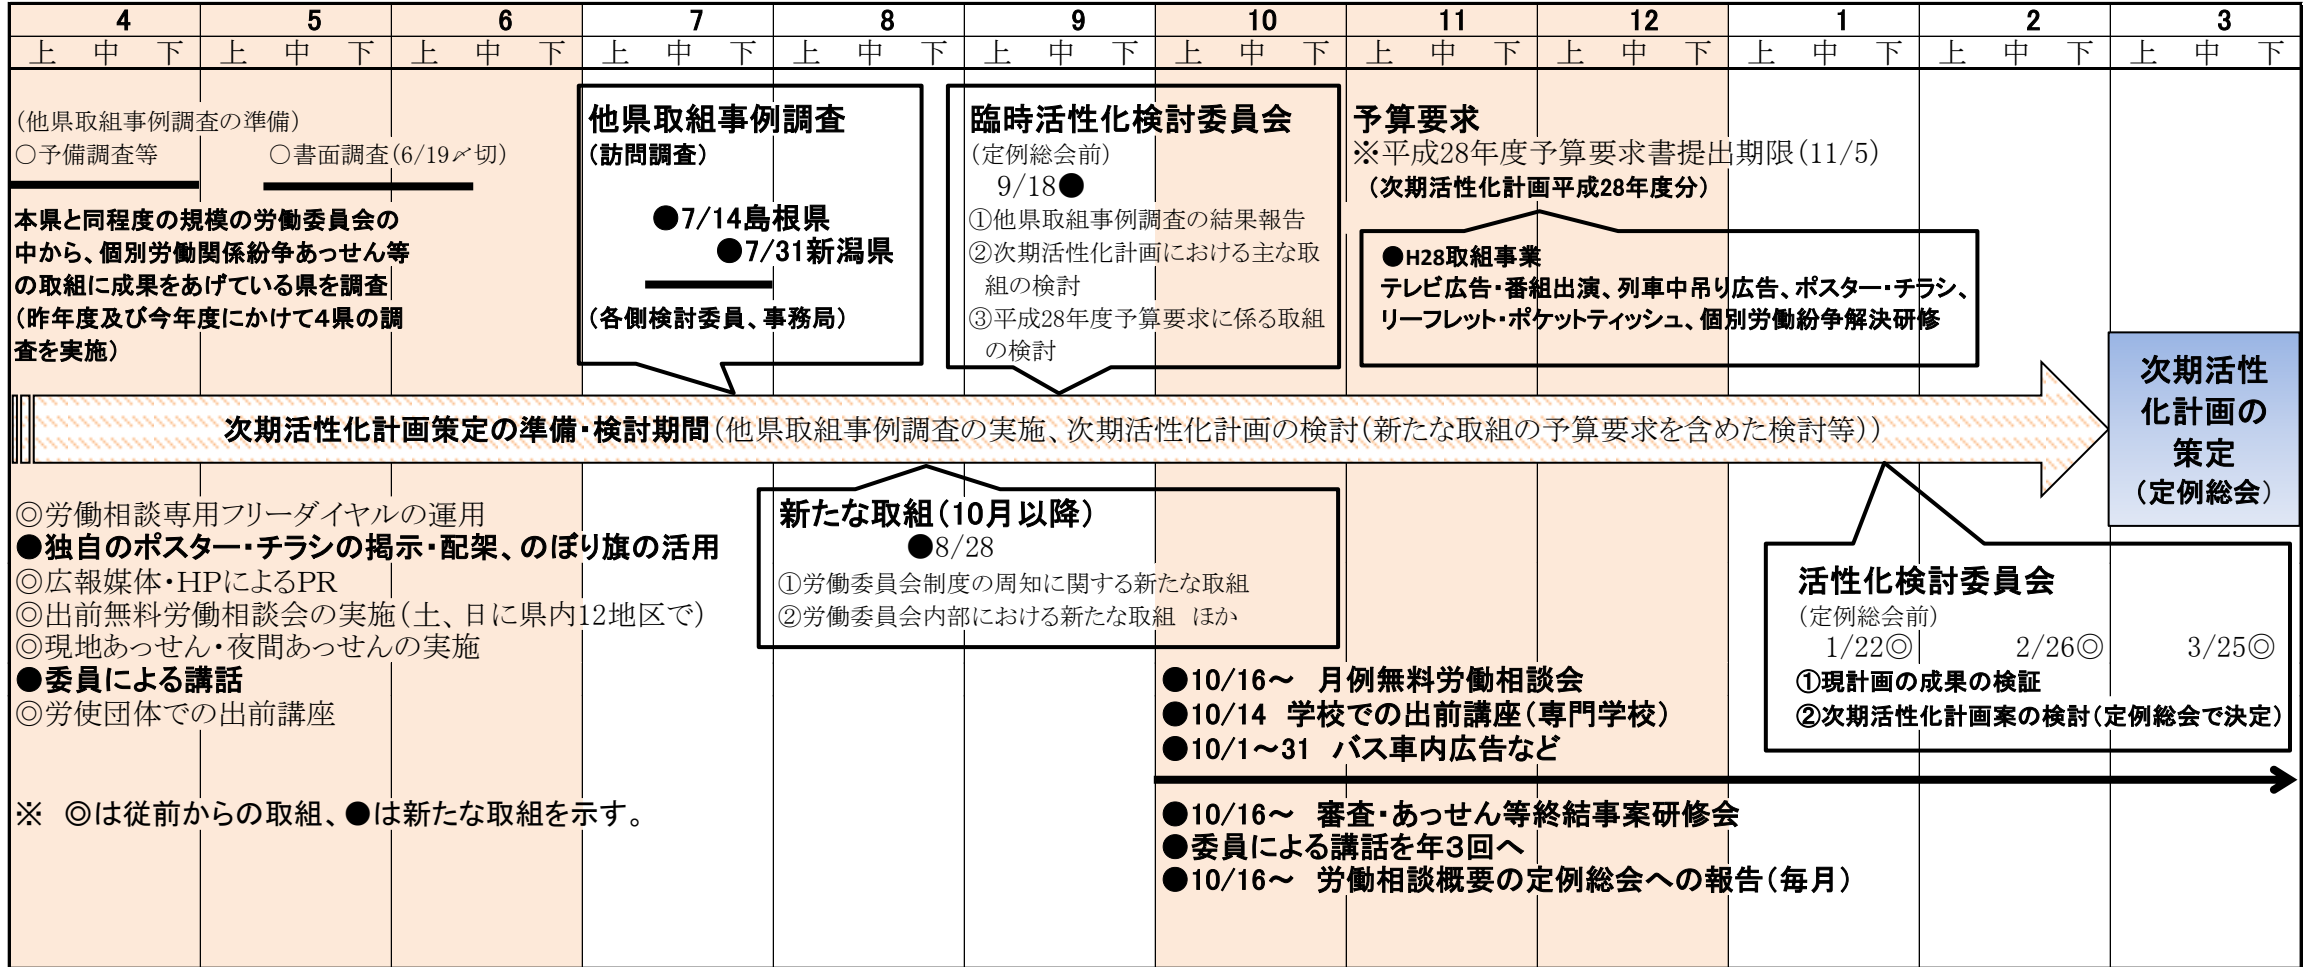 4 5 6 7 8 9 10 11 12 1 2 3
上 中 下 上 中 下 上 中 下 上 中 下 上 中 下 上 中 下 上 中 下 上 中 下 上 中 下 上 中 下 上 中 下 上 中 下
(他県取組事例調査の準備)
○予備調査等 ○書面調査(6/19〆切)
本県と同程度の規模の労働委員会の
中から、個別労働関係紛争あっせん等
の取組に成果をあげている県を調査
(昨年度及び今年度にかけて4県の調
査を実施)
他県取組事例調査
(訪問調査)
●7/14島根県
●7/31新潟県
(各側検討委員、事務局)
臨時活性化検討委員会
(定例総会前)
9/18●
①他県取組事例調査の結果報告
②次期活性化計画における主な取
組の検討
③平成28年度予算要求に係る取組
の検討
予算要求
※平成28年度予算要求書提出期限(11/5)
(次期活性化計画平成28年度分)
●H28取組事業
テレビ広告・番組出演、列車中吊り広告、ポスター・チラシ、
リーフレット・ポケットティッシュ、個別労働紛争解決研修
次期活性化計画策定の準備・検討期間(他県取組事例調査の実施、次期活性化計画の検討(新たな取組の予算要求を含めた検討等))
次期活性
化計画の
策定
(定例総会)
◎労働相談専用フリーダイヤルの運用
●独自のポスター・チラシの掲示・配架、のぼり旗の活用
◎広報媒体・HPによるPR
◎出前無料労働相談会の実施(土、日に県内12地区で)
◎現地あっせん・夜間あっせんの実施
●委員による講話
◎労使団体での出前講座
※ ◎は従前からの取組、●は新たな取組を示す。
新たな取組(10月以降)
●8/28
①労働委員会制度の周知に関する新たな取組
②労働委員会内部における新たな取組 ほか
●10/16～ 月例無料労働相談会
●10/14 学校での出前講座(専門学校)
●10/1～31 バス車内広告など
●10/16～ 審査・あっせん等終結事案研修会
●委員による講話を年3回へ
●10/16～ 労働相談概要の定例総会への報告(毎月)
活性化検討委員会
(定例総会前)
1/22◎ 2/26◎ 3/25◎
①現計画の成果の検証
②次期活性化計画案の検討(定例総会で決定)